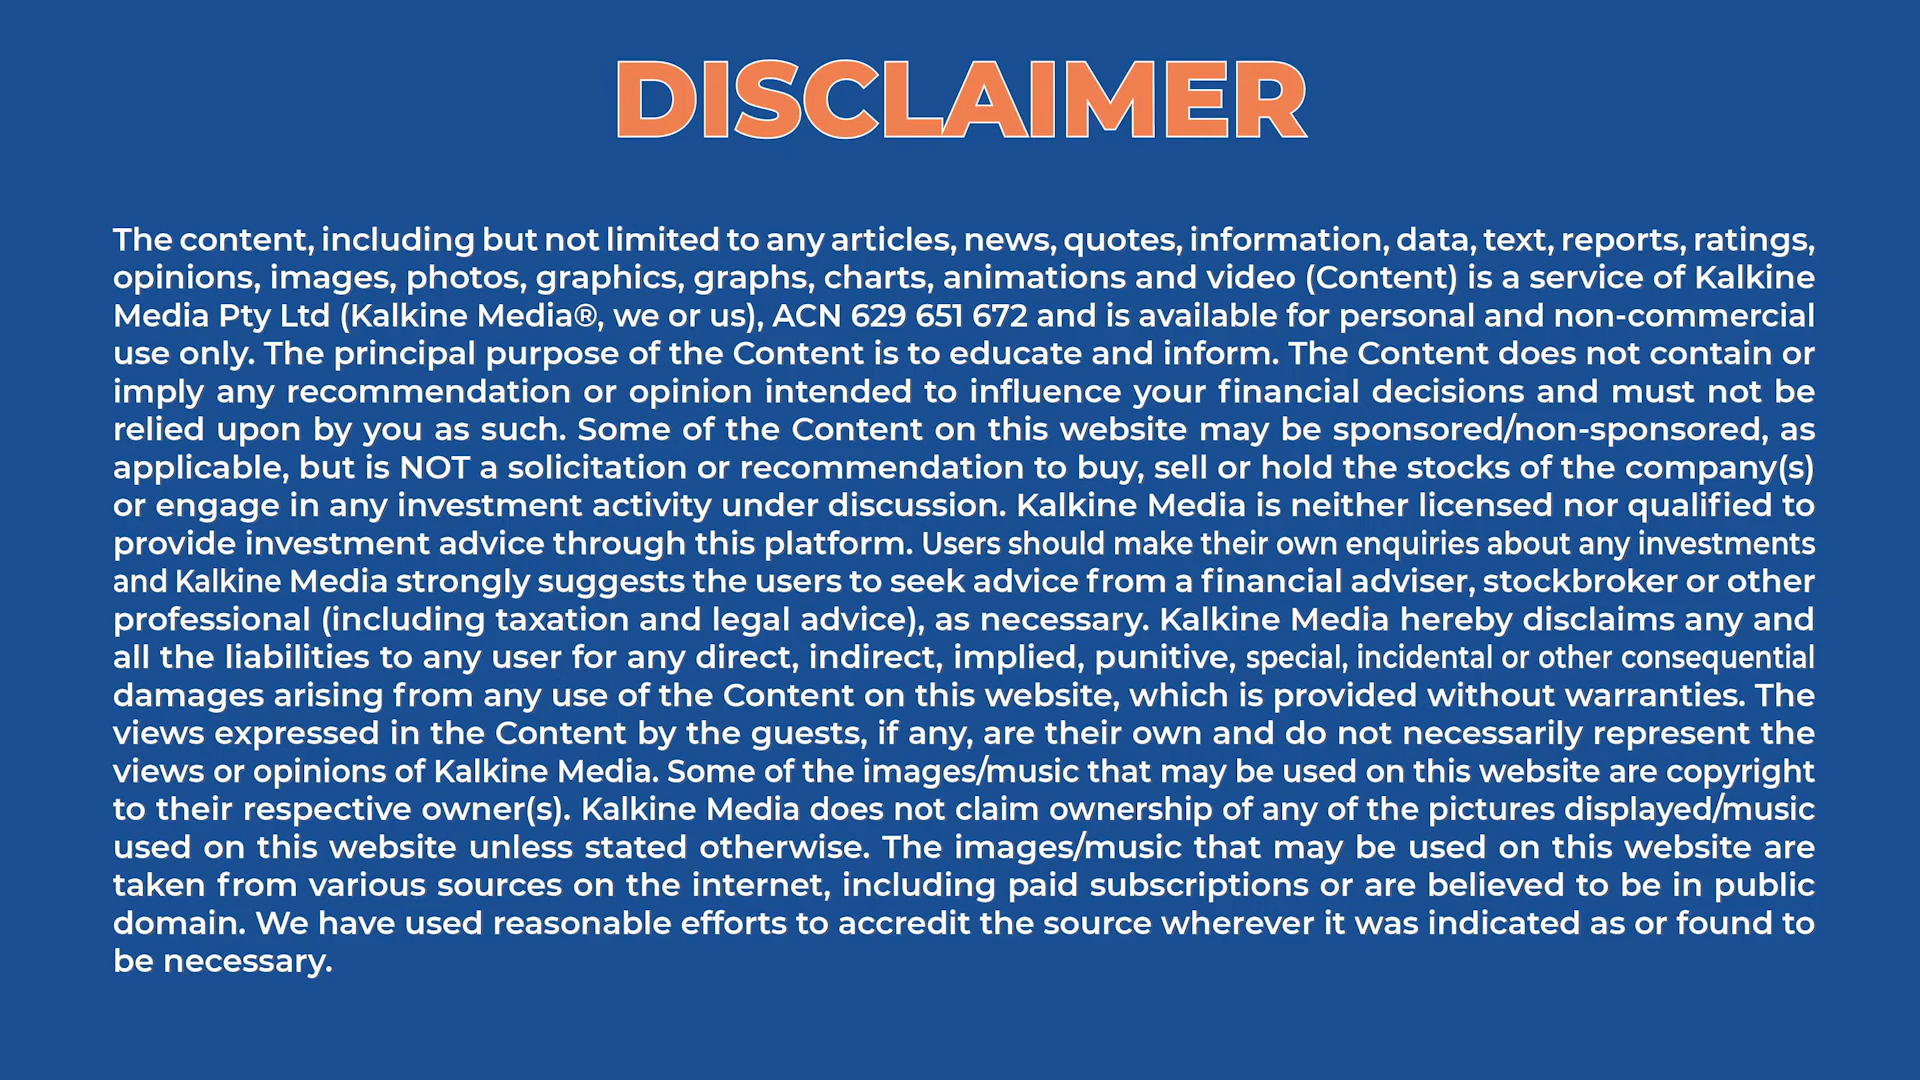 DISCLAIMER
The content, including but not limited to any articles, news, quotes, information, data, text, reports, ratings,
opinions, images, photos, graphics, graphs, charts, animations and video (Content) is a service of Kalkine
Media Pty Ltd (Kalkine Media®, we or us), ACN 629 651 672 and is available for personal and non-commercial
use only. The principal purpose of the Content is to educate and inform. The Content does not contain or
imply any recommendation or opinion intended to influence your financial decisions and must not be
relied upon by you as such. Some of the Content on this website may be sponsored/non-sponsored, as
applicable, but is NOT a solicitation or recommendation to buy, sell or hold the stocks of the company(s)
or engage in any investment activity under discussion. Kalkine Media is neither licensed nor qualified to
provide investment advice through this platform. Users should make their own enquiries about any investments
and Kalkine Media strongly suggests the users to seek advice from a financial adviser, stockbroker or other
professional (including taxation and legal advice), as necessary. Kalkine Media hereby disclaims any and
all the liabilities to any user for any direct, indirect, implied, punitive, special, incidental or other consequential
damages arising from any use of the Content on this website, which is provided without warranties. The
views expressed in the Content by the guests, if any, are their own and do not necessarily represent the
views or opinions of Kalkine Media. Some of the images/music that may be used on this website are copyright
to their respective owner(s). Kalkine Media does not claim ownership of any of the pictures displayed/music
used on this website unless stated otherwise. The images/music that may be used on this website are
taken from various sources on the internet, including paid subscriptions or are believed to be in public
domain. We have used reasonable efforts to accredit the source wherever it was indicated as or found to
be necessary.